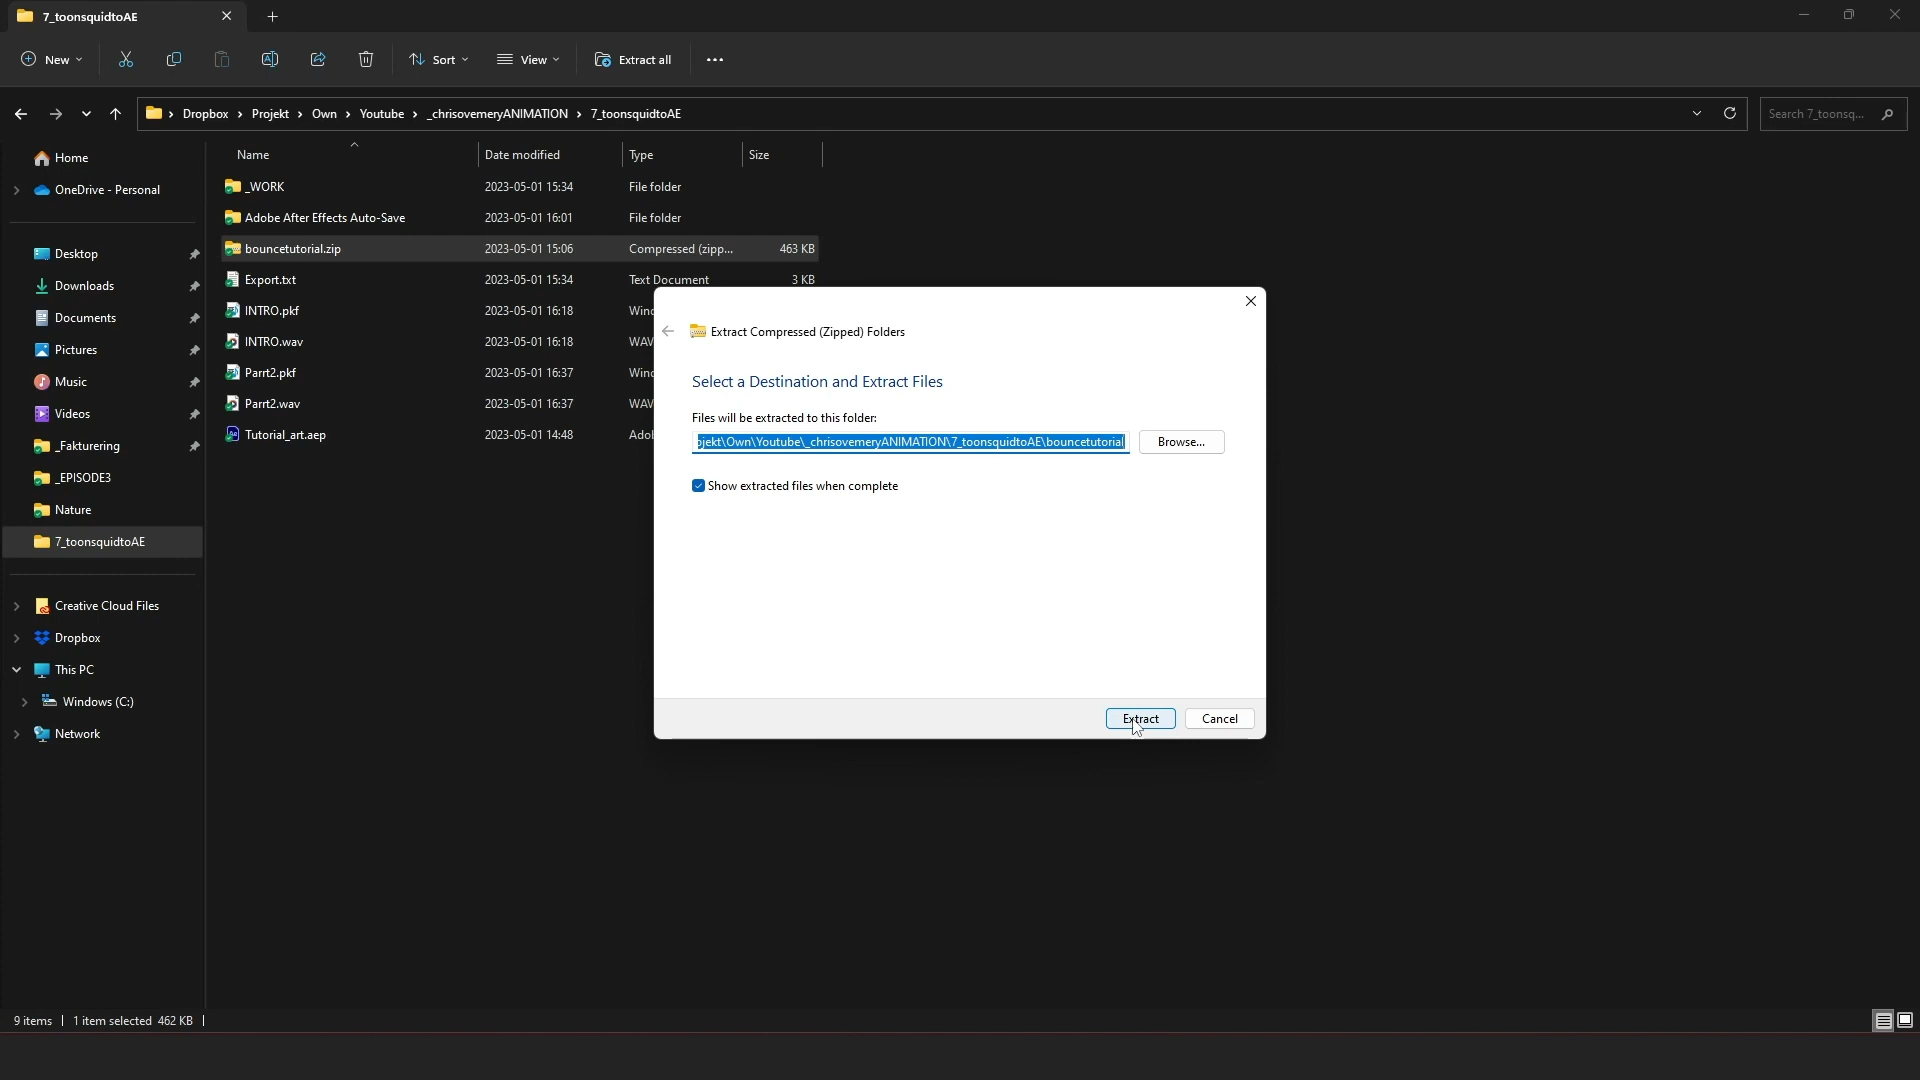 7_toonsquidtoAE
New
Sort
View
Extract all
Dropbox > Projekt > Own > Youtube > _chrisovemeryANIMATION > 7_toonsquidtoAE
Search 7_toonsq...
Home
OneDrive - Personal
Desktop
Downloads
Documents
Pictures
Music
Videos
_Fakturering
_EPISODE3
Nature
7_toonsquidtoAE
Creative Cloud Files
Dropbox
This PC
Windows (C:)
Network
Name Date modified Type Size
_WORK 2023-05-01 15:34 File folder
Adobe After Effects Auto-Save 2023-05-01 16:01 File folder
bouncetutorial.zip 2023-05-01 15:06 Compressed (zipp... 463 KB
Export.txt 2023-05-01 15:34 Text Document 3 KB
INTRO.pkf 2023-05-01 16:18
INTRO.wav 2023-05-01 16:18 WAV
Parrt2.pkf 2023-05-01 16:37
Parrt2.wav 2023-05-01 16:37 WAV
Tutorial_art.aep 2023-05-01 14:48
Extract Compressed (Zipped) Folders
Select a Destination and Extract Files
Files will be extracted to this folder:
ojekt\Own\Youtube\_chrisovemeryANIMATION\7_toonsquidtoAE\bouncetutorial
Browse...
Show extracted files when complete
Extract
Cancel
9 items | 1 item selected 462 KB |